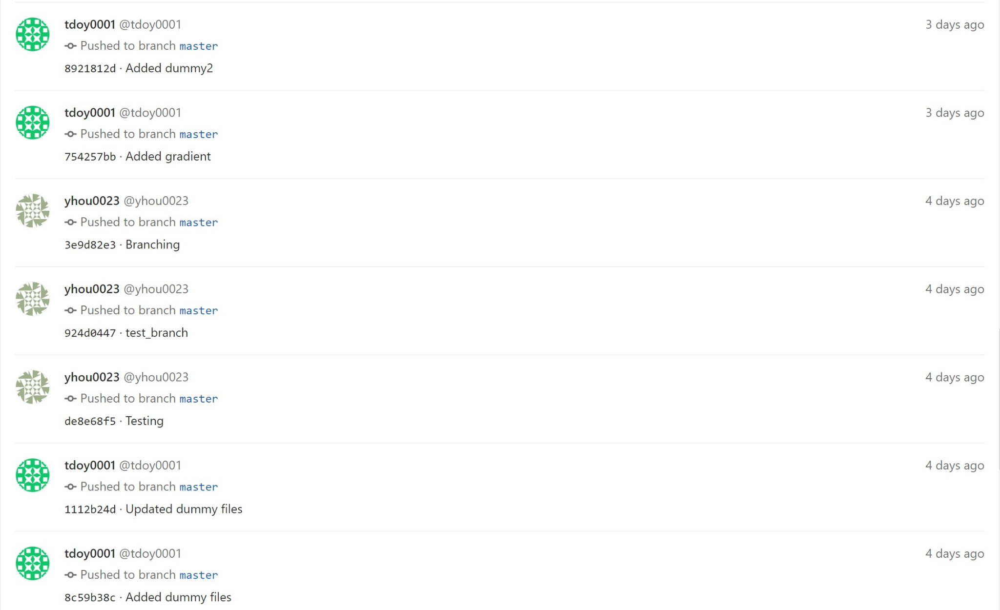 tdoy0001 @tdoy0001 3 days ago
Pushed to branch master
8921812d · Added dummy2
tdoy0001 @tdoy0001 3 days ago
Pushed to branch master
754257bb · Added gradient
yhou0023 @yhou0023 4 days ago
Pushed to branch master
3e9d82e3 · Branching
yhou0023 @yhou0023 4 days ago
Pushed to branch master
924d0447 · test_branch
yhou0023 @yhou0023 4 days ago
Pushed to branch master
de8e68f5 · Testing
tdoy0001 @tdoy0001 4 days ago
Pushed to branch master
1112b24d · Updated dummy files
tdoy0001 @tdoy0001 4 days ago
Pushed to branch master
8c59b38c · Added dummy files